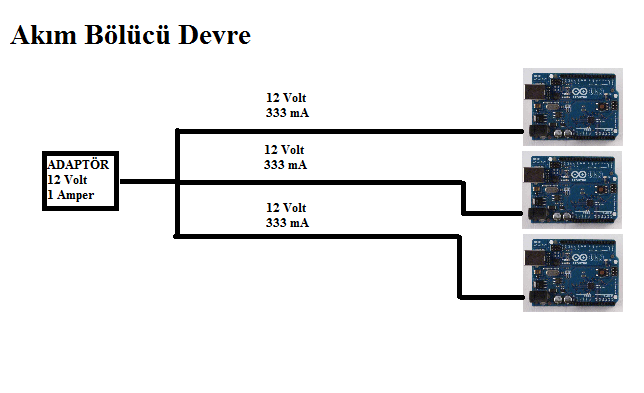 Akım Bölücü Devre
12 Volt
333 mA
12 Volt
333 mA
ADAPTÖR
12 Volt
1 Amper
12 Volt
333 mA